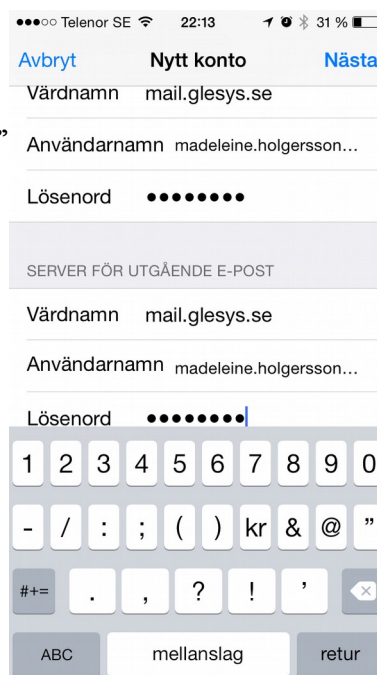 ●●●○○ Telenor SE 22:13 31 %
Avbryt Nytt konto Nästa
Värdnamn mail.glesys.se
”
Användarnamn madeleine.holgersson...
Lösenord ●●●●●●●●
SERVER FÖR UTGÅENDE E-POST
Värdnamn mail.glesys.se
Användarnamn madeleine.holgersson...
Lösenord ●●●●●●●●
1 2 3 4 5 6 7 8 9 0
- / : ; ( ) kr & @ ”
#+= . , ? ! ’
ABC mellanslag retur